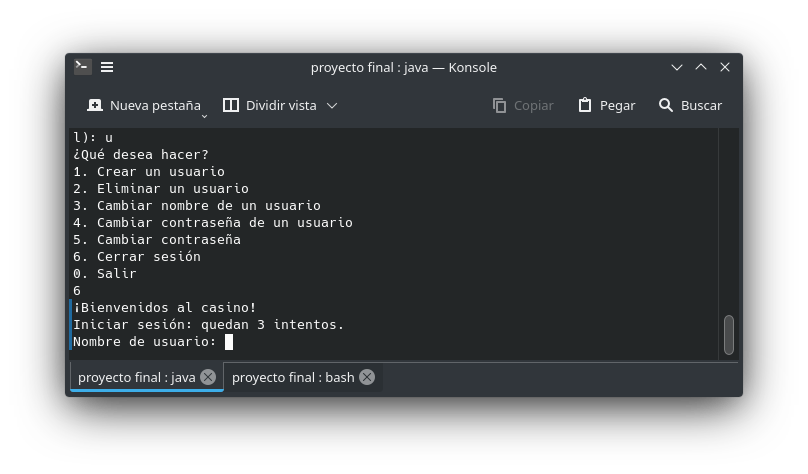 proyecto final : java — Konsole
Nueva pestaña Dividir vista Copiar Pegar Buscar
l): u
¿Qué desea hacer?
1. Crear un usuario
2. Eliminar un usuario
3. Cambiar nombre de un usuario
4. Cambiar contraseña de un usuario
5. Cambiar contraseña
6. Cerrar sesión
0. Salir
6
¡Bienvenidos al casino!
Iniciar sesión: quedan 3 intentos.
Nombre de usuario:
proyecto final : java proyecto final : bash